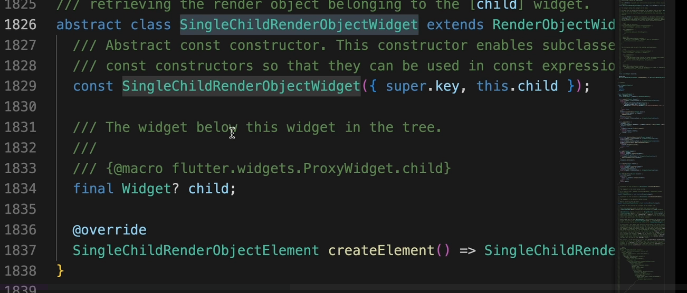 1825 /// retrieving the render object belonging to the [child] widget.
1826 abstract class SingleChildRenderObjectWidget extends RenderObjectWid
1827 /// Abstract const constructor. This constructor enables subclasse
1828 /// const constructors so that they can be used in const expressio
1829 const SingleChildRenderObjectWidget({ super.key, this.child });
1830
1831 /// The widget below this widget in the tree.
1832 ///
1833 /// {@macro flutter.widgets.ProxyWidget.child}
1834 final Widget? child;
1835
1836 @override
1837 SingleChildRenderObjectElement createElement() => SingleChildRende
1838 }
1839